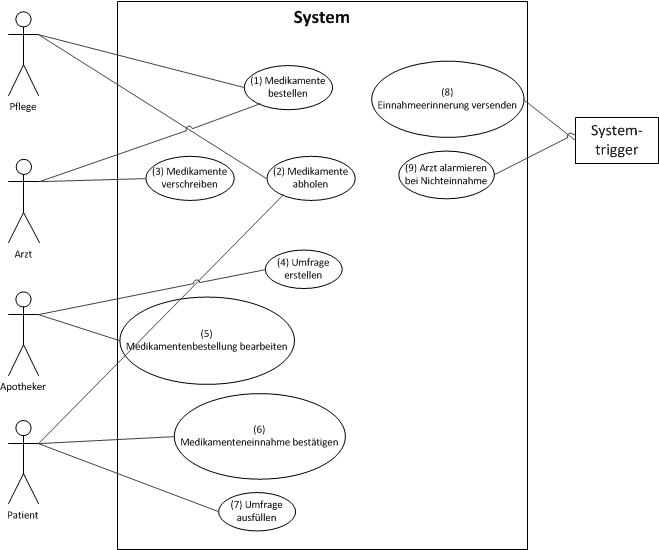 System
(1) Medikamente
bestellen
Pflege
(8)
Einnahmeerinnerung versenden
System-
trigger
(3) Medikamente
verschreiben
(2) Medikamente
abholen
(9) Arzt alarmieren
bei Nichteinnahme
Arzt
(4) Umfrage
erstellen
(5)
Medikamentenbestellung bearbeiten
Apotheker
(6)
Medikamenteneinnahme bestätigen
(7) Umfrage
ausfüllen
Patient